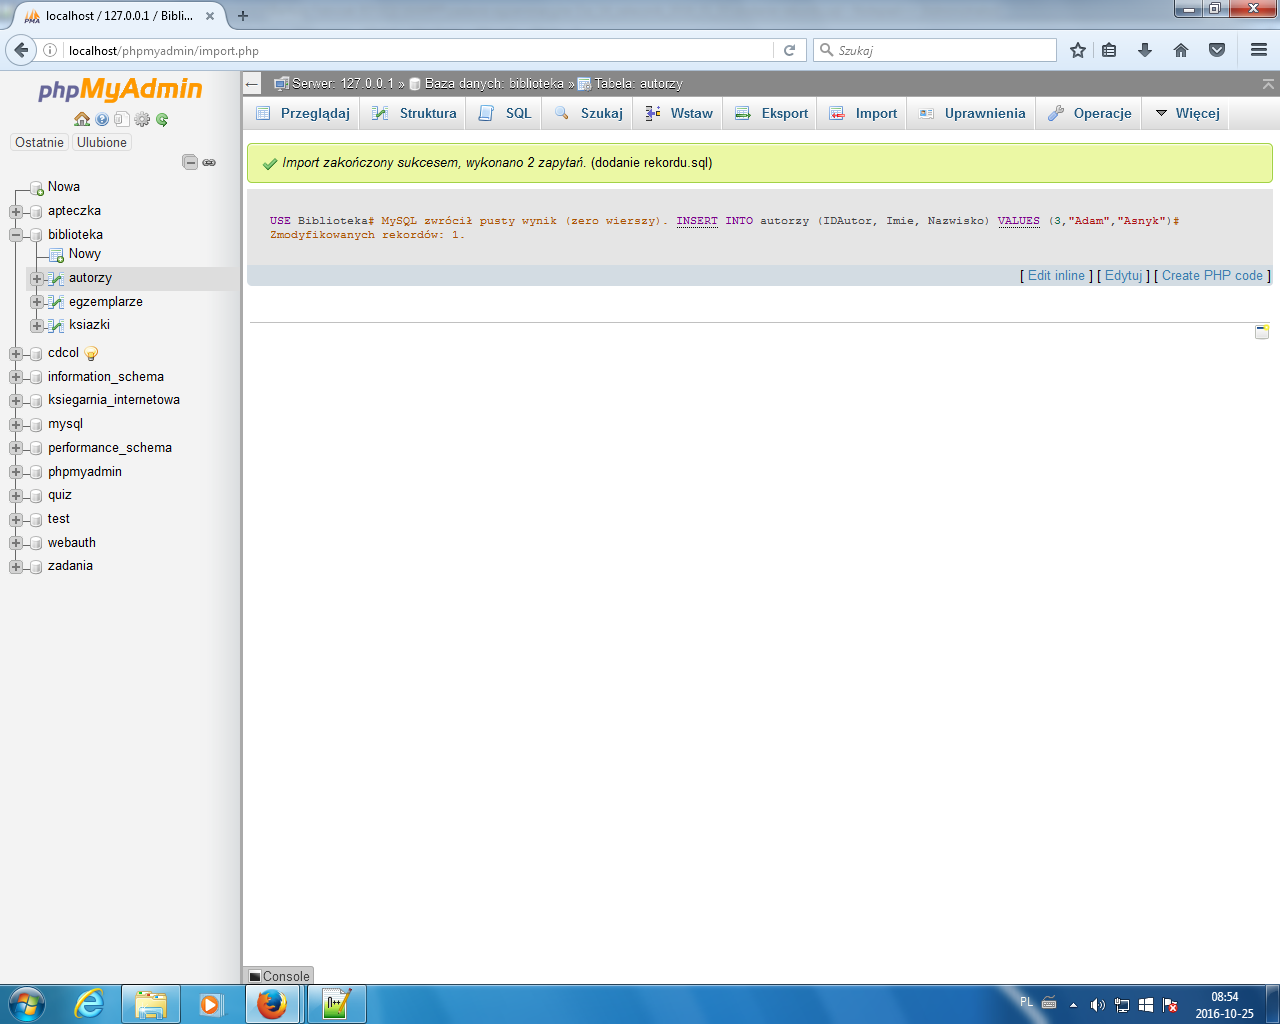 localhost / 127.0.0.1 / Bibli...
localhost/phpmyadmin/import.php
Szukaj
phpMyAdmin
Ostatnie Ulubione
Nowa
apteczka
biblioteka
Nowy
autorzy
egzemplarze
ksiazki
cdcol
information_schema
ksiegarnia_internetowa
mysql
performance_schema
phpmyadmin
quiz
test
webauth
zadania
Serwer: 127.0.0.1 » Baza danych: biblioteka » Tabela: autorzy
Przeglądaj Struktura SQL Szukaj Wstaw Eksport Import Uprawnienia Operacje Więcej
Import zakończony sukcesem, wykonano 2 zapytań. (dodanie rekordu.sql)
USE Biblioteka# MySQL zwrócił pusty wynik (zero wierszy). INSERT INTO autorzy (IDAutor, Imie, Nazwisko) VALUES (3,"Adam","Asnyk")#
Zmodyfikowanych rekordów: 1.
[ Edit inline ] [ Edytuj ] [ Create PHP code ]
Console
PL
08:54
2016-10-25